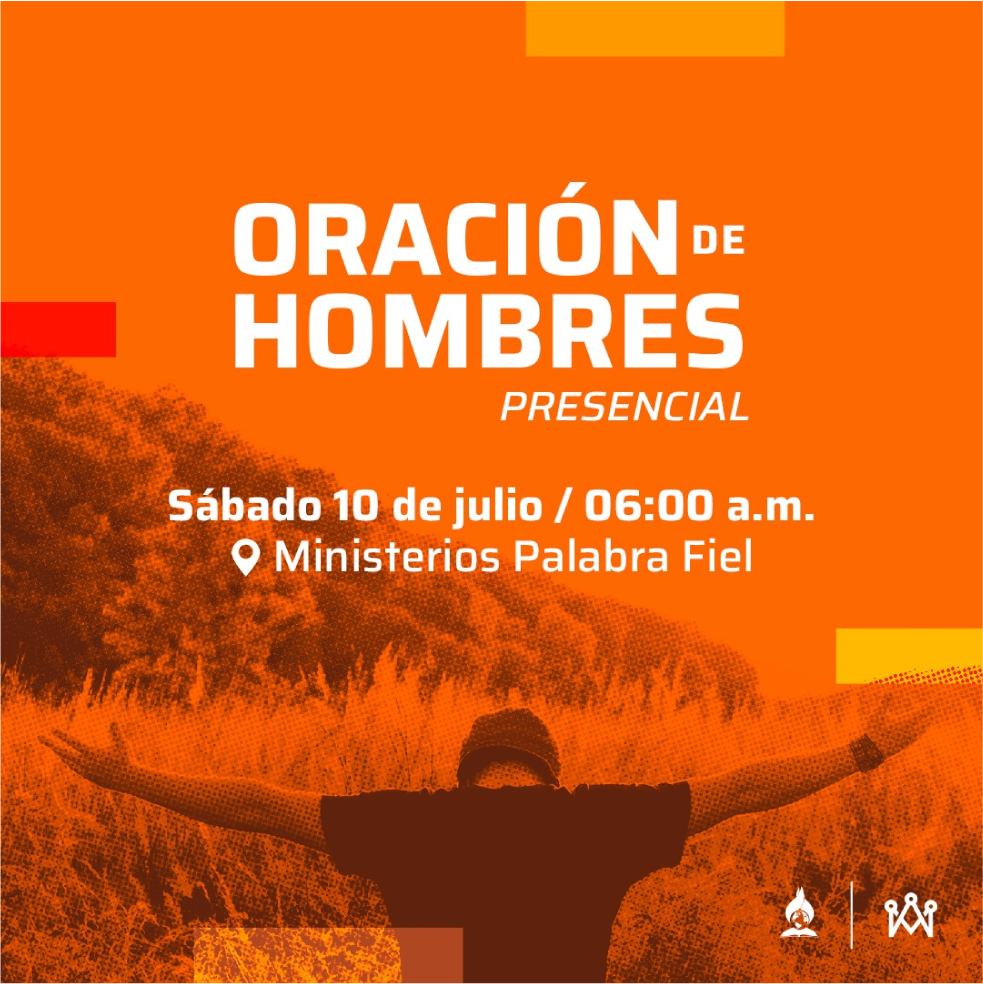 ORACIÓN DE
HOMBRES
PRESENCIAL
Sábado 10 de julio / 06:00 a.m.
Ministerios Palabra Fiel